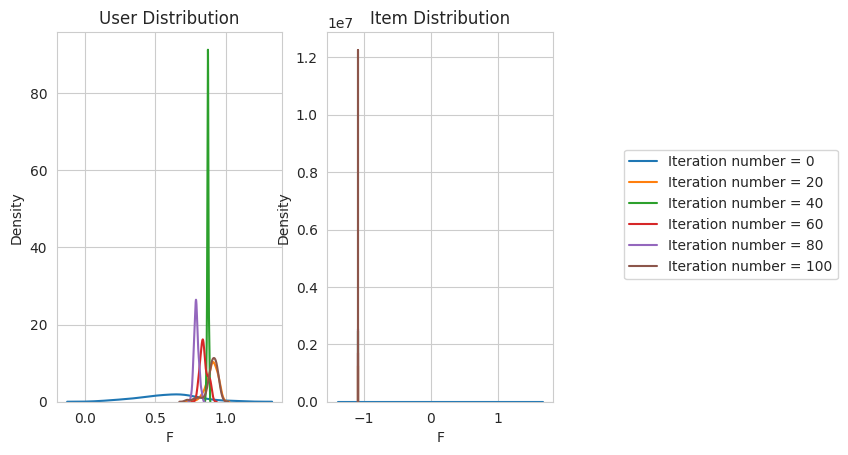 User Distribution
Density
0
20
40
60
80
0.0
0.5
1.0
F
Item Distribution
1e7
Density
0.0
0.2
0.4
0.6
0.8
1.0
1.2
−1
0
1
F
Iteration number = 0
Iteration number = 20
Iteration number = 40
Iteration number = 60
Iteration number = 80
Iteration number = 100